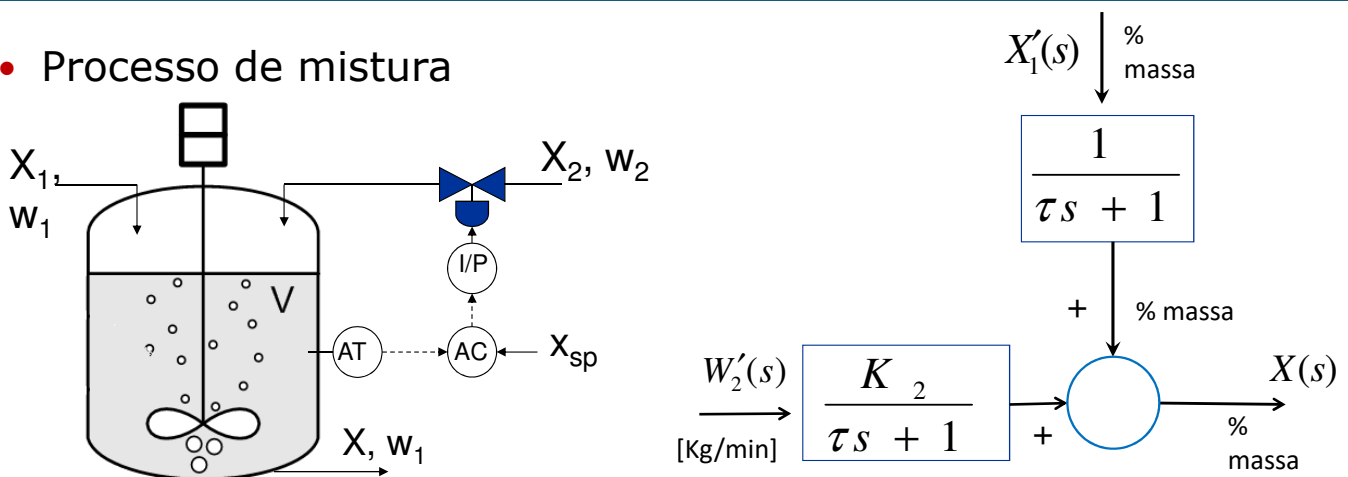 • Processo de mistura
X₁,
w₁
X₂, w₂
I/P
V
AT
AC
x_sp
X, w₁
X′₁(s)
%
massa
1
τs + 1
+
% massa
W′₂(s)
[Kg/min]
K ₂
τs + 1
+
X(s)
%
massa